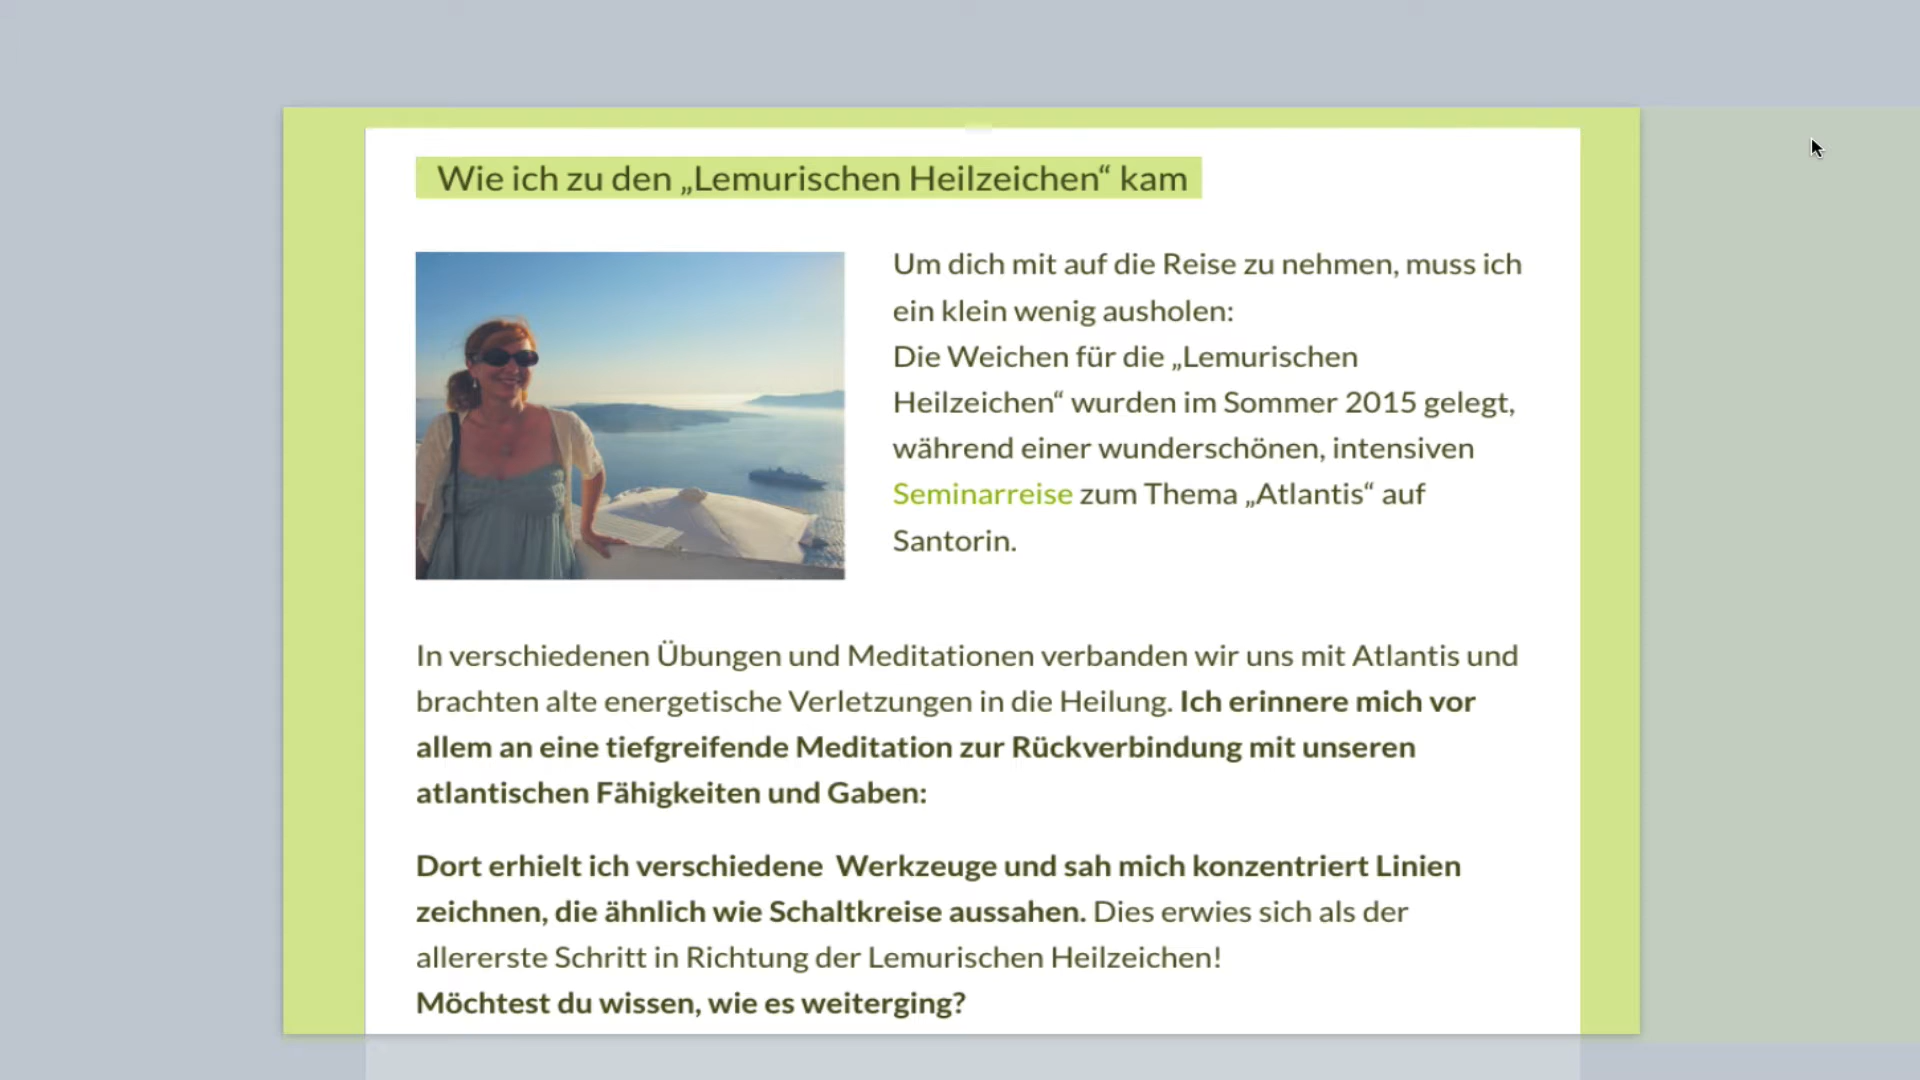 Wie ich zu den „Lemurischen Heilzeichen“ kam
Um dich mit auf die Reise zu nehmen, muss ich
ein klein wenig ausholen:
Die Weichen für die „Lemurischen
Heilzeichen“ wurden im Sommer 2015 gelegt,
während einer wunderschönen, intensiven
Seminarreise zum Thema „Atlantis“ auf
Santorin.
In verschiedenen Übungen und Meditationen verbanden wir uns mit Atlantis und
brachten alte energetische Verletzungen in die Heilung. Ich erinnere mich vor
allem an eine tiefgreifende Meditation zur Rückverbindung mit unseren
atlantischen Fähigkeiten und Gaben:
Dort erhielt ich verschiedene  Werkzeuge und sah mich konzentriert Linien
zeichnen, die ähnlich wie Schaltkreise aussahen. Dies erwies sich als der
allererste Schritt in Richtung der Lemurischen Heilzeichen!
Möchtest du wissen, wie es weiterging?